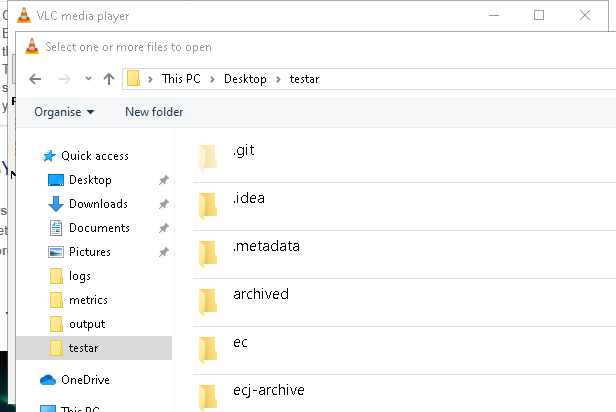 VLC media player
Select one or more files to open
This PC > Desktop > testar
Organise
New folder
Quick access
Desktop
Downloads
Documents
Pictures
logs
metrics
output
testar
OneDrive
This PC
.git
.idea
.metadata
archived
ec
ecj-archive